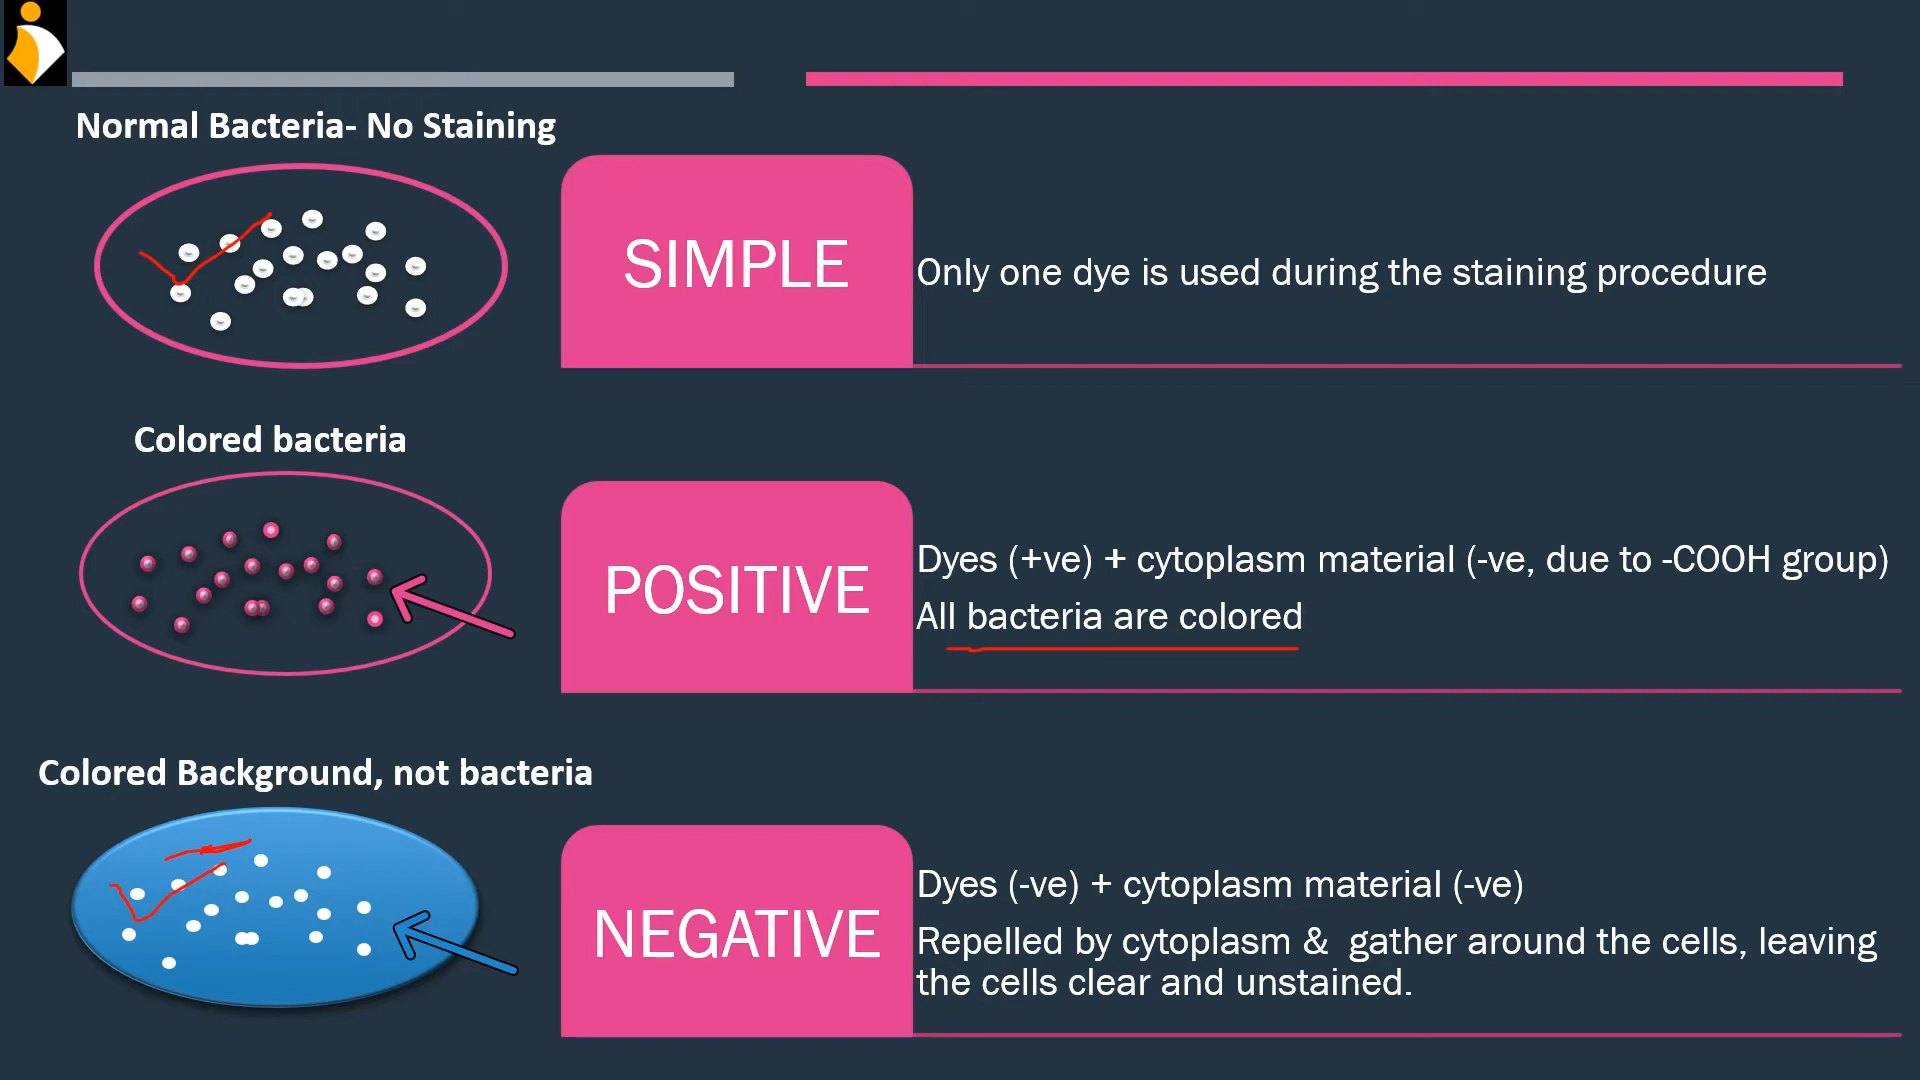 Normal Bacteria- No Staining
SIMPLE
Only one dye is used during the staining procedure
Colored bacteria
POSITIVE
Dyes (+ve) + cytoplasm material (-ve, due to -COOH group)
All bacteria are colored
Colored Background, not bacteria
NEGATIVE
Dyes (-ve) + cytoplasm material (-ve)
Repelled by cytoplasm &  gather around the cells, leaving
the cells clear and unstained.